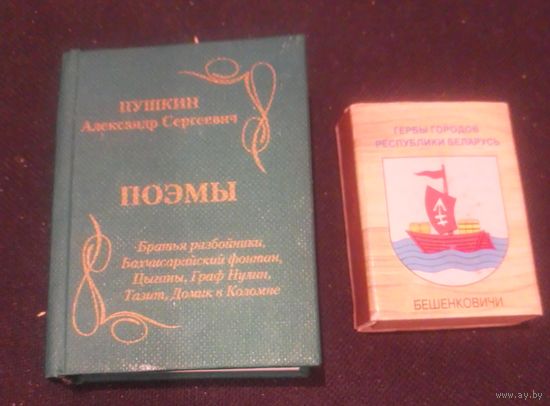 ПУШКИН
Александр Сергеевич
ПОЭМЫ
Братья разбойники,
Бахчисарайский фонтан,
Цыганы, Граф Нулин,
Тазит, Домик в Коломне
ГЕРБЫ ГОРОДОВ
РЕСПУБЛИКИ БЕЛАРУСЬ
БЕШЕНКОВИЧИ
www.ay.by